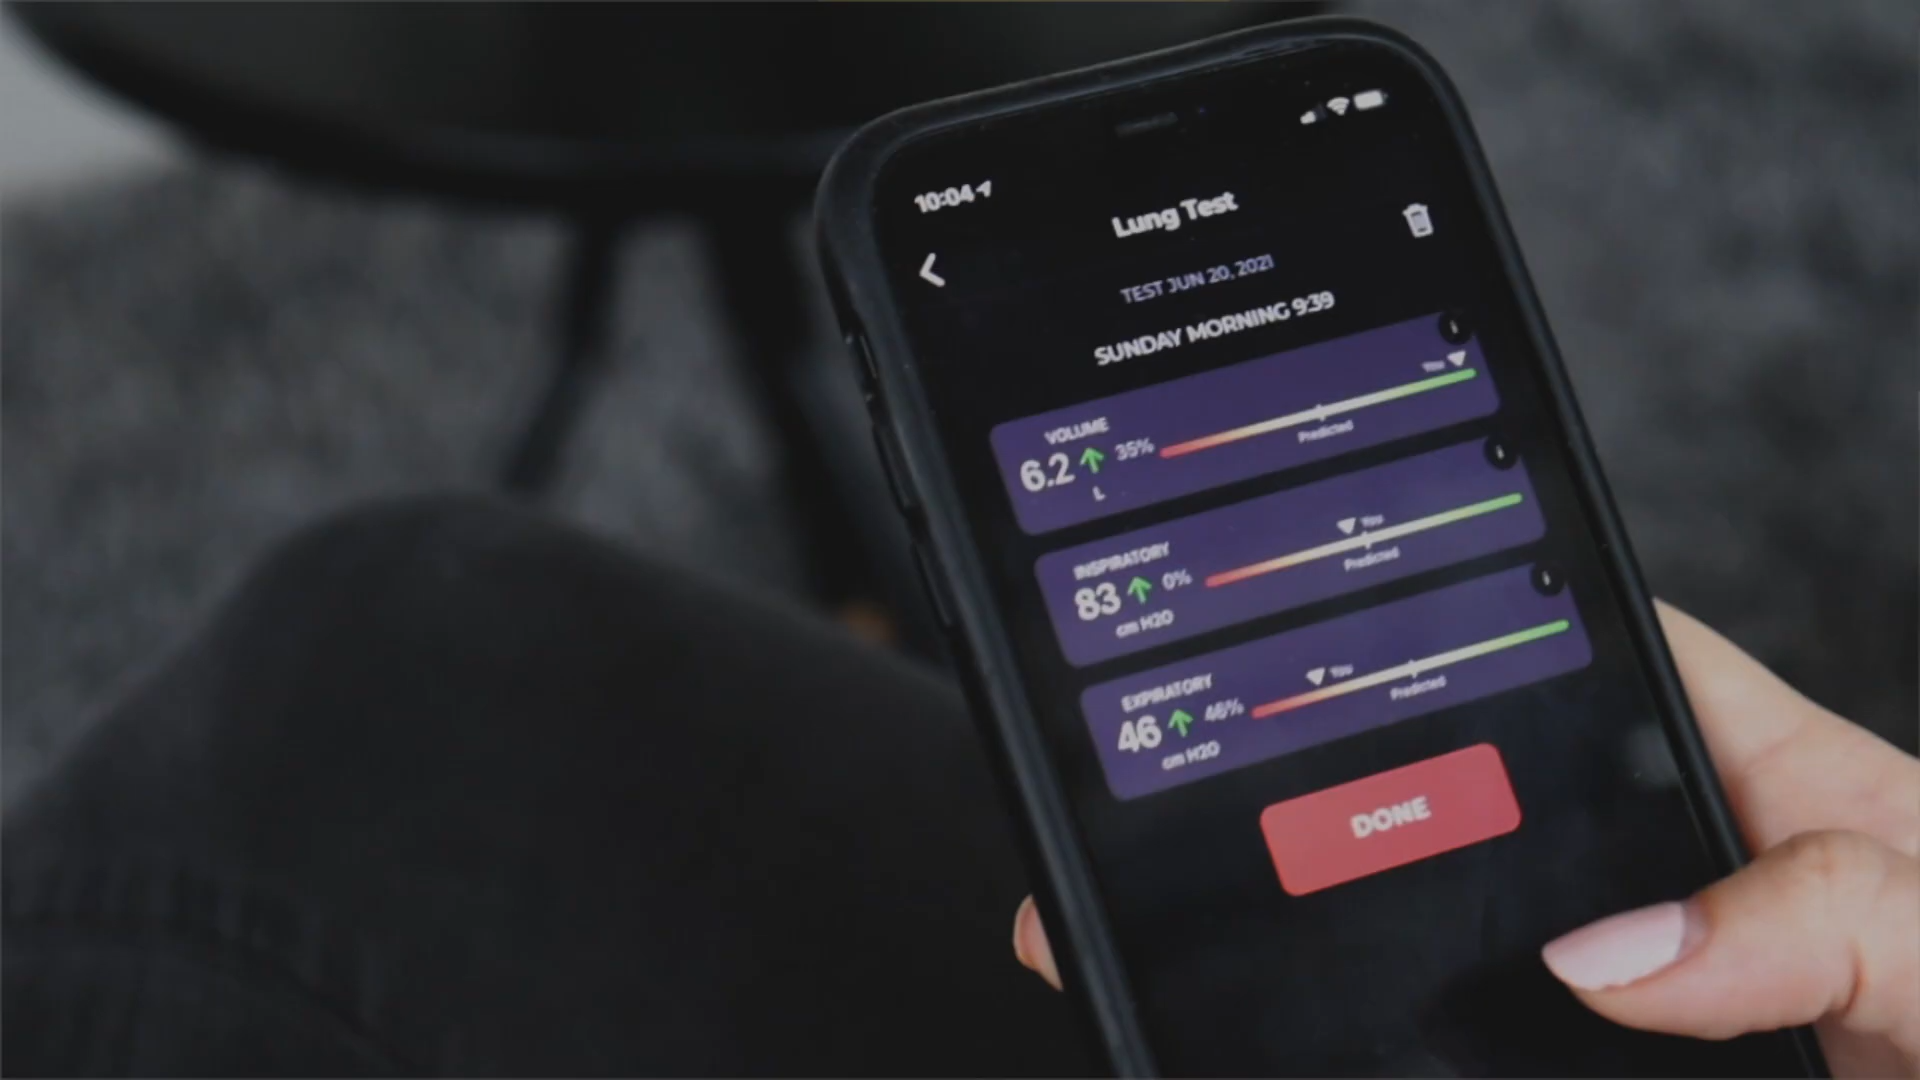 10:04
Lung Test
TEST JUN 20, 2021
SUNDAY MORNING 9:39
VOLUME
6.2 35%
L
You
Predicted
INSPIRATORY
83 0%
cm H2O
You
Predicted
EXPIRATORY
46 46%
cm H2O
You
Predicted
DONE